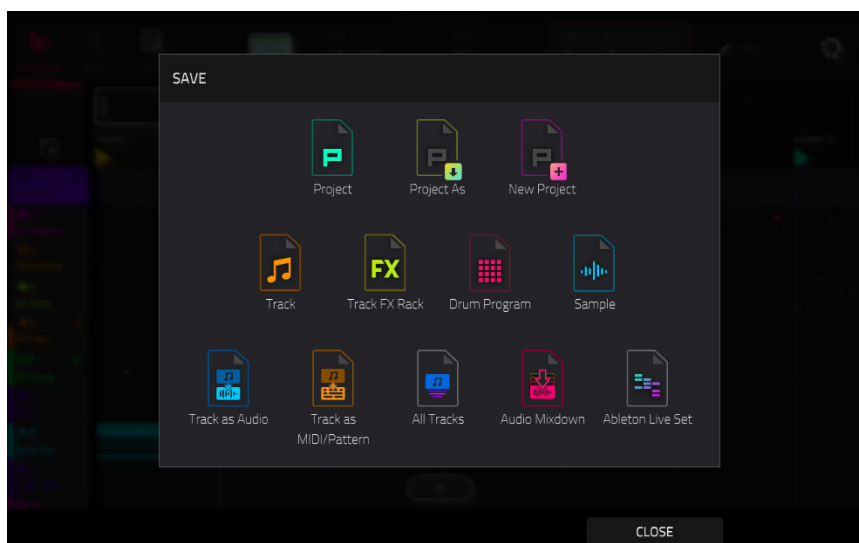 SAVE
Project
Project As
New Project
Track
Track FX Rack
Drum Program
Sample
Track as Audio
Track as
MIDI/Pattern
All Tracks
Audio Mixdown
Ableton Live Set
CLOSE